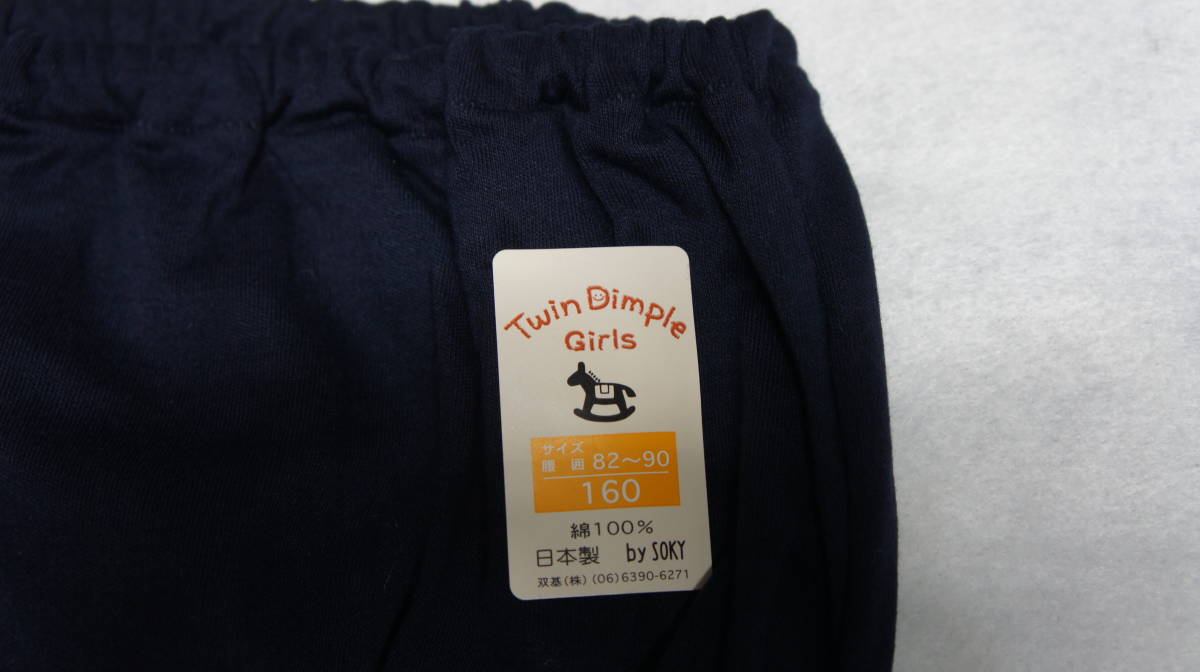 Twin Dimple
Girls
サイズ
腰囲 82～90
160
綿100％
日本製 by SOKY
双基(株) (06)6390-6271